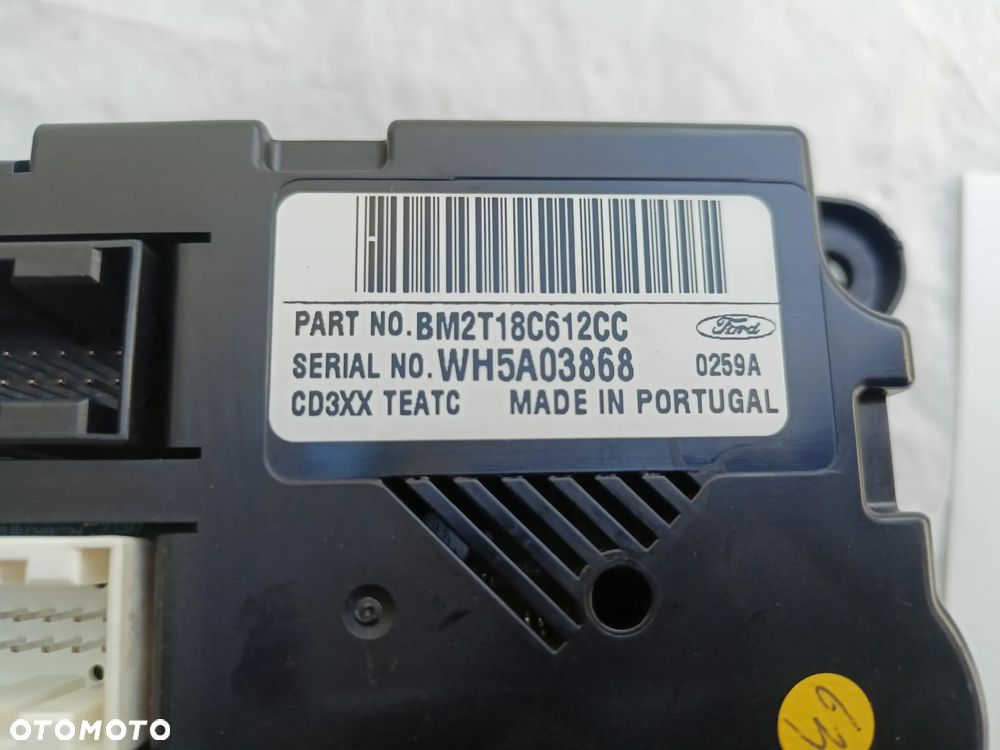 PART NO.BM2T18C612CC
Ford
SERIAL NO.WH5A03868
0259A
CD3XX TEATC MADE IN PORTUGAL
OTOMOTO